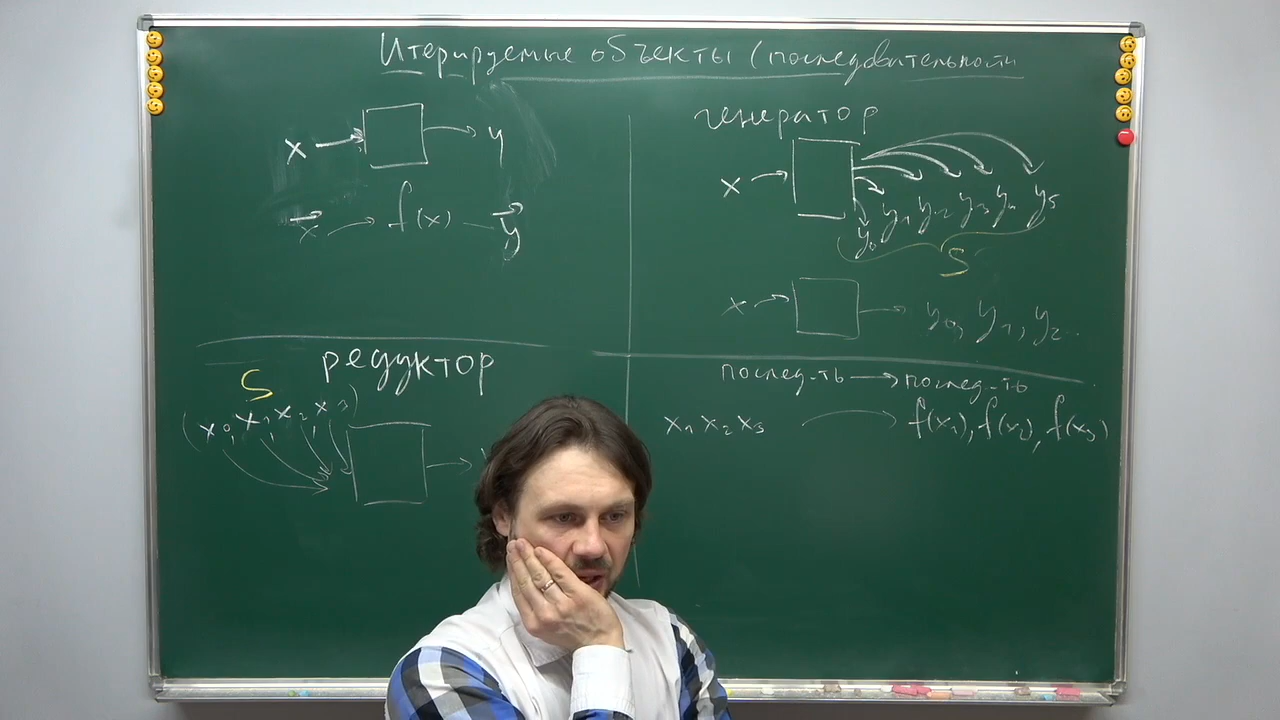 Итерируемые объекты (последовательности
x → y
x → f(x) — y
генератор
x →
y₀ y₁ y₂ y₃ y₄ y₅
S
x → → y₀, y₁, y₂...
редуктор
S
(x₀, x₁, x₂, x₃)
послед-ть → послед-ть
x₁ x₂ x₃ → f(x₁), f(x₂), f(x₃)